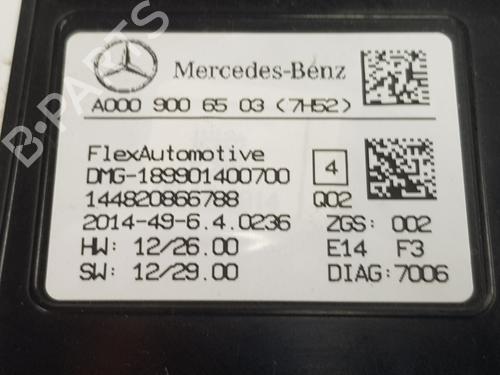 Mercedes-Benz
A000 900 65 03 (7H52)
FlexAutomotive
DMG-189901400700
4
144820866788
Q02
2014-49-6.4.0236
ZGS: 002
HW: 12/26.00
E14 F3
SW: 12/29.00
DIAG:7006
B-PARTS